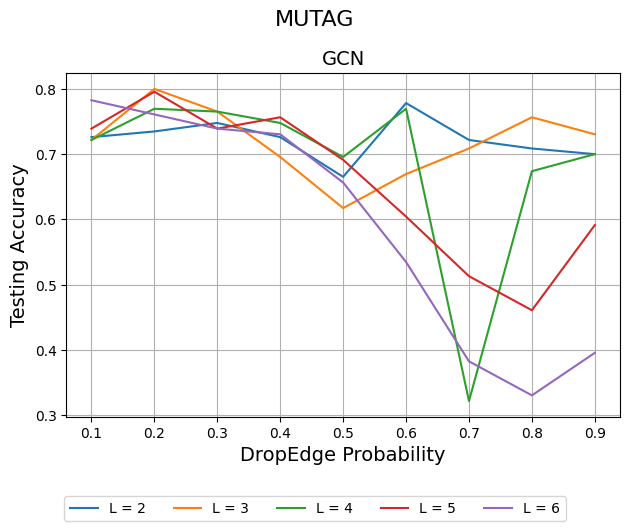 MUTAG
GCN
0.8
0.7
0.6
0.5
0.4
0.3
Testing Accuracy
0.1 0.2 0.3 0.4 0.5 0.6 0.7 0.8 0.9
DropEdge Probability
L = 2 L = 3 L = 4 L = 5 L = 6